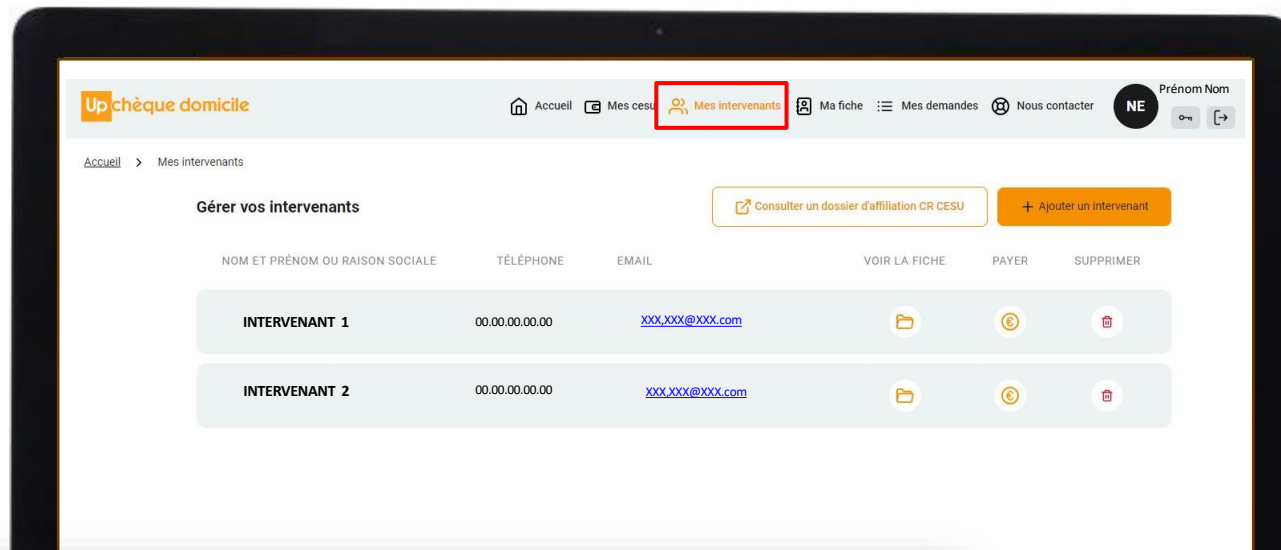 Up chèque domicile
Accueil Mes cesu Mes intervenants Ma fiche Mes demandes Nous contacter NE Prénom Nom
Accueil > Mes intervenants
Gérer vos intervenants
Consulter un dossier d'affiliation CR CESU
+ Ajouter un intervenant
NOM ET PRÉNOM OU RAISON SOCIALE TÉLÉPHONE EMAIL VOIR LA FICHE PAYER SUPPRIMER
INTERVENANT 1 00.00.00.00.00 XXX,XXX@XXX.com
INTERVENANT 2 00.00.00.00.00 XXX,XXX@XXX.com